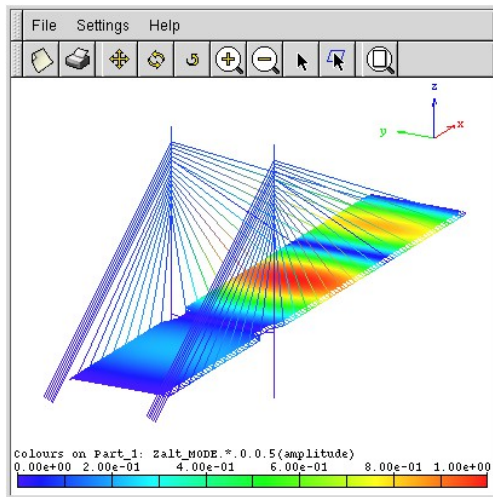 File Settings Help
z
y x
Colours on Part_1: Zalt_MODE.*.0.0.5(amplitude)
0.00e+00 2.00e-01 4.00e-01 6.00e-01 8.00e-01 1.00e+00